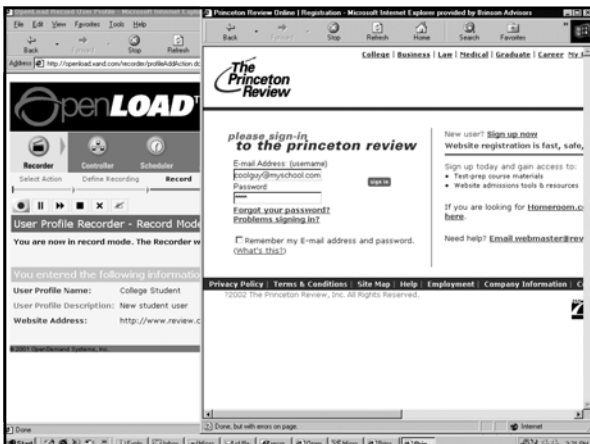 OpenLoad Record User Profile - Microsoft Internet Explorer
File Edit View Favorites Tools Help
Back Forward Stop Refresh
Address http://openload.xand.com/recorder/profileAddAction.do
OpenLOAD™
Recorder Controller Scheduler
Select Action Define Recording Record
User Profile Recorder - Record Mode
You are now in record mode. The Recorder w
You entered the following informatio
User Profile Name: College Student
User Profile Description: New student user
Website Address: http://www.review.c
©2001 OpenDemand Systems, Inc.
Done
Princeton Review Online | Registration - Microsoft Internet Explorer provided by Brinson Advisors
Back Forward Stop Refresh Home Search Favorites
College | Business | Law | Medical | Graduate | Career
The
Princeton
Review
please sign-in
to the princeton review
E-mail Address: (username)
coolguy@myschool.com
Password:
sign in
Forgot your password?
Problems signing in?
Remember my E-mail address and password.
(What's this?)
New user? Sign up now
Website registration is fast, safe,
Sign up today and gain access to:
• Test-prep course materials
• Website admissions tools & resources
If you are looking for Homeroom.c
here.
Need help? Email webmaster@rev
Privacy Policy | Terms & Conditions | Site Map | Help | Employment | Company Information | C
?2002 The Princeton Review, Inc. All Rights Reserved.
Done, but with errors on page.
Internet
Start